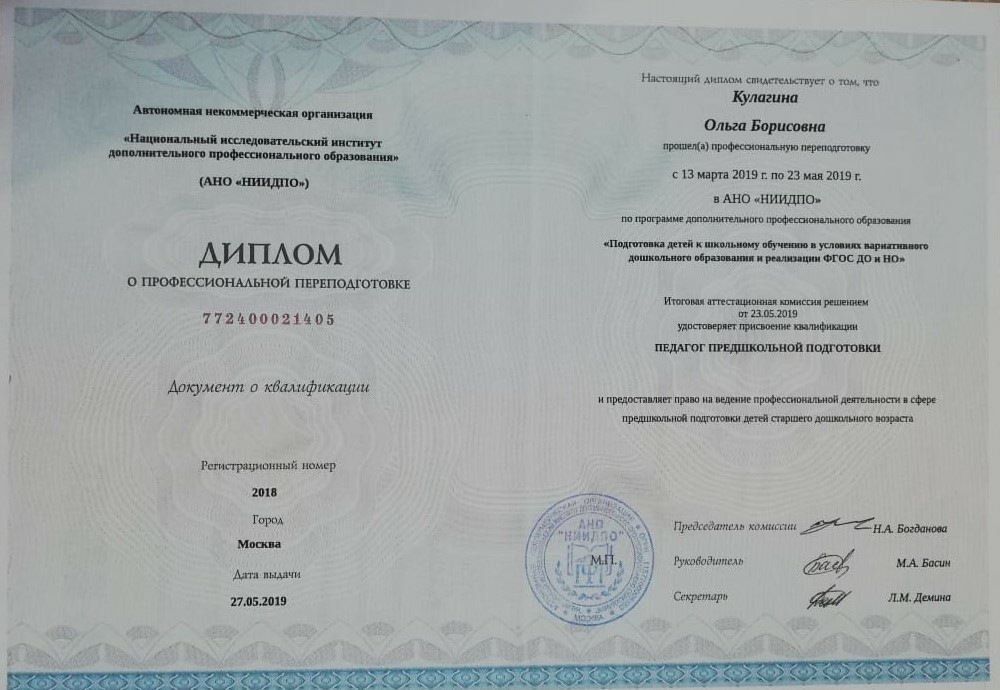 Автономная некоммерческая организация
«Национальный исследовательский институт
дополнительного профессионального образования»
(АНО «НИИДПО»)
ДИПЛОМ
О ПРОФЕССИОНАЛЬНОЙ ПЕРЕПОДГОТОВКЕ
772400021405
Документ о квалификации
Регистрационный номер
2018
Город
Москва
Дата выдачи
27.05.2019
Настоящий диплом свидетельствует о том, что
Кулагина
Ольга Борисовна
прошел(а) профессиональную переподготовку
с 13 марта 2019 г. по 23 мая 2019 г.
в АНО «НИИДПО»
по программе дополнительного профессионального образования
«Подготовка детей к школьному обучению в условиях вариативного
дошкольного образования и реализации ФГОС ДО и НО»
Итоговая аттестационная комиссия решением
от 23.05.2019
удостоверяет присвоение квалификации
ПЕДАГОГ ПРЕДШКОЛЬНОЙ ПОДГОТОВКИ
и предоставляет право на ведение профессиональной деятельности в сфере
предшкольной подготовки детей старшего дошкольного возраста
Председатель комиссии Н.А. Богданова
Руководитель М.А. Басин
Секретарь Л.М. Демина
М.П.
АНО
"НИИДПО"